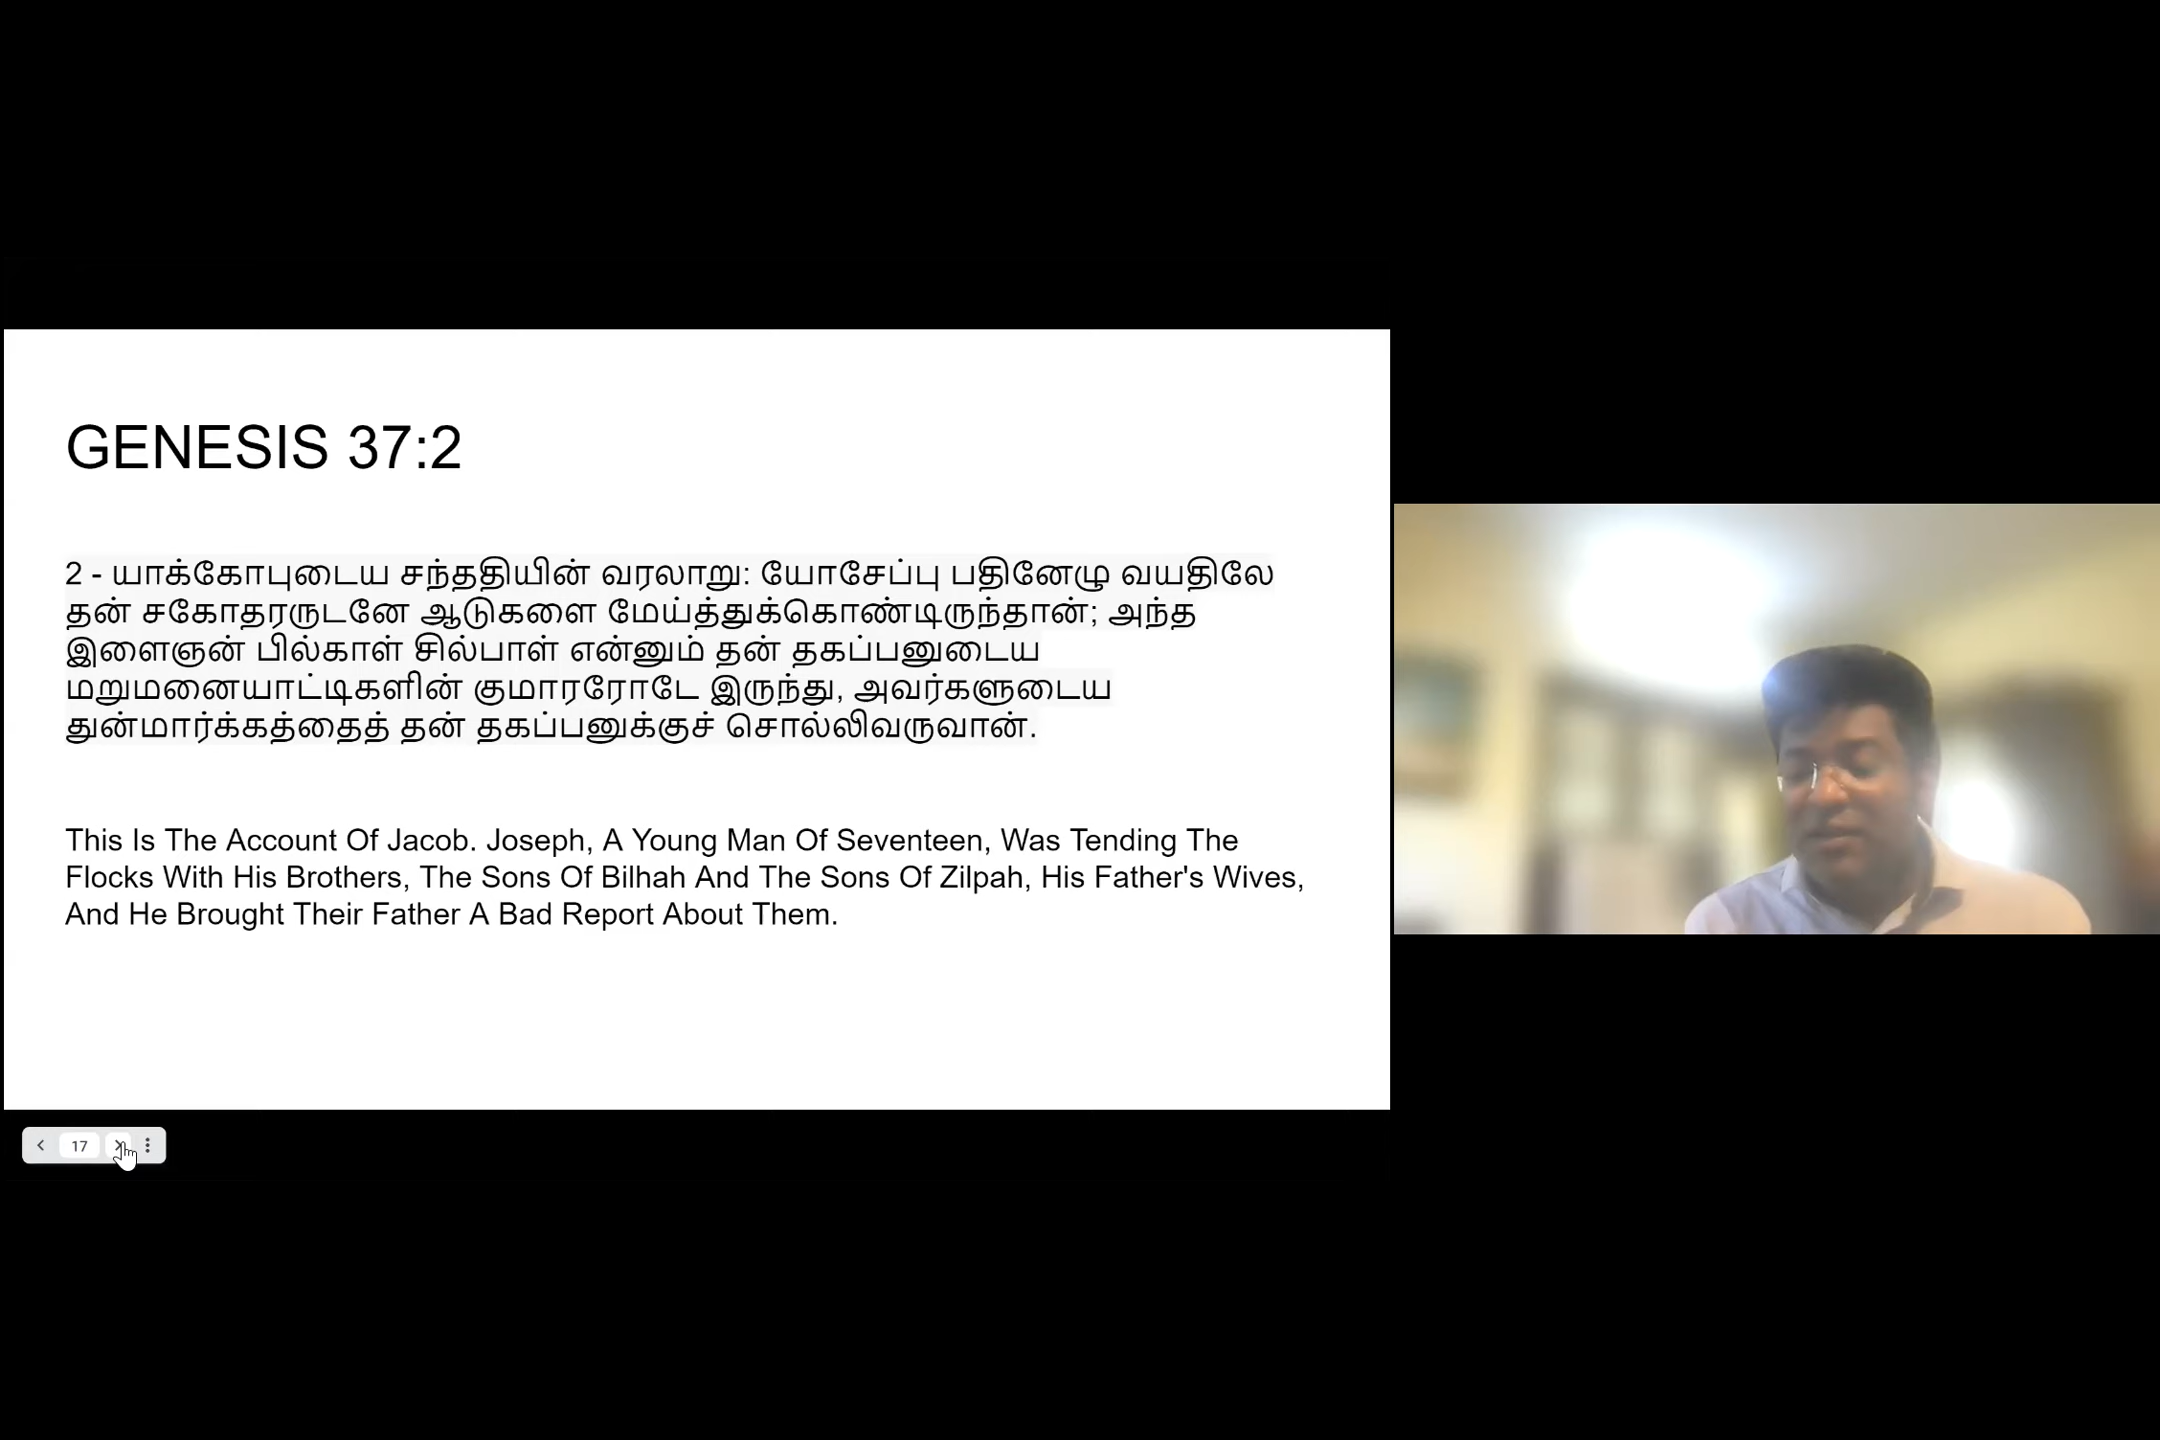 GENESIS 37:2
2 - யாக்கோபுடைய சந்ததியின் வரலாறு: யோசேப்பு பதினேழு வயதிலே
தன் சகோதரருடனே ஆடுகளை மேய்த்துக்கொண்டிருந்தான்; அந்த
இளைஞன் பில்காள் சில்பாள் என்னும் தன் தகப்பனுடைய
மறுமனையாட்டிகளின் குமாரரோடே இருந்து, அவர்களுடைய
துன்மார்க்கத்தைத் தன் தகப்பனுக்குச் சொல்லிவருவான்.
This Is The Account Of Jacob. Joseph, A Young Man Of Seventeen, Was Tending The
Flocks With His Brothers, The Sons Of Bilhah And The Sons Of Zilpah, His Father's Wives,
And He Brought Their Father A Bad Report About Them.
17